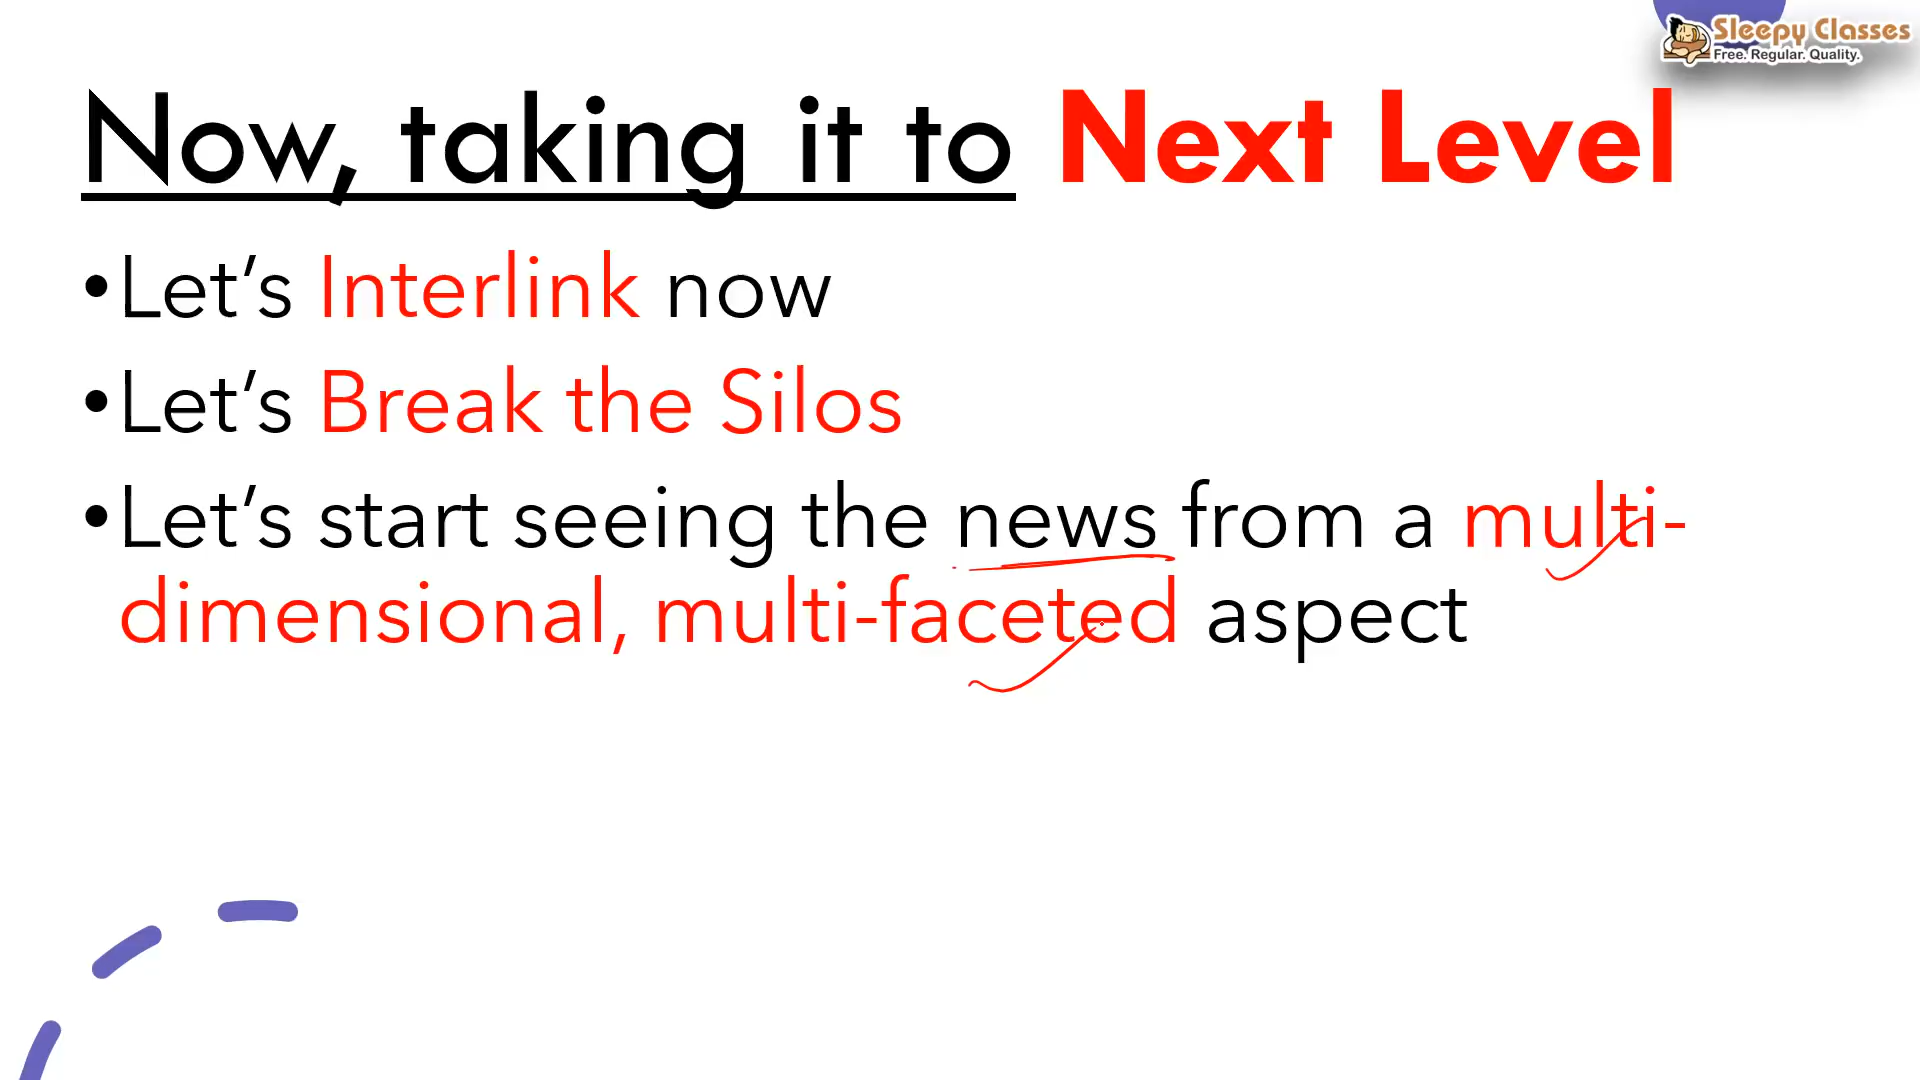 Sleepy Classes
Free. Regular. Quality.
Now, taking it to Next Level
•Let’s Interlink now
•Let’s Break the Silos
•Let’s start seeing the news from a multi-
dimensional, multi-faceted aspect